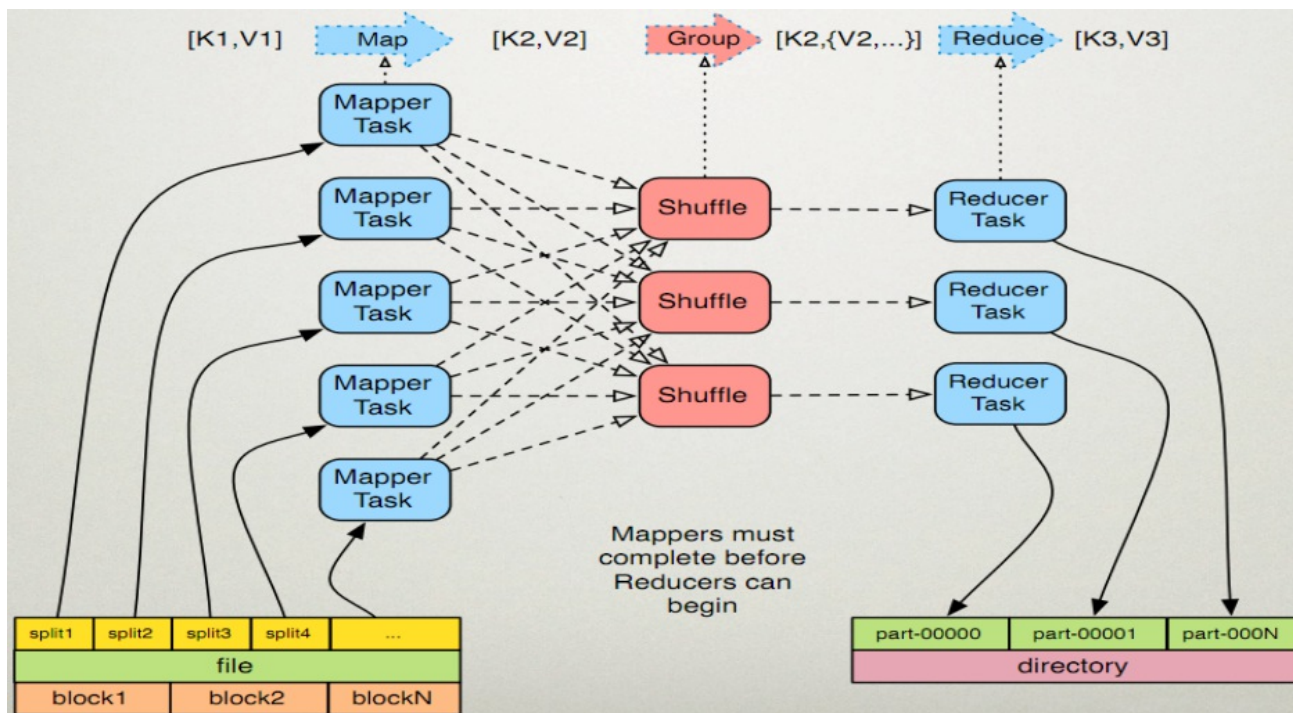 [K1,V1]
Map
[K2,V2]
Group
[K2,{V2,...}]
Reduce
[K3,V3]
Mapper
Task
Mapper
Task
Mapper
Task
Mapper
Task
Mapper
Task
Shuffle
Shuffle
Shuffle
Reducer
Task
Reducer
Task
Reducer
Task
Mappers must
complete before
Reducers can
begin
split1
split2
split3
split4
...
file
block1
block2
blockN
part-00000
part-00001
part-000N
directory